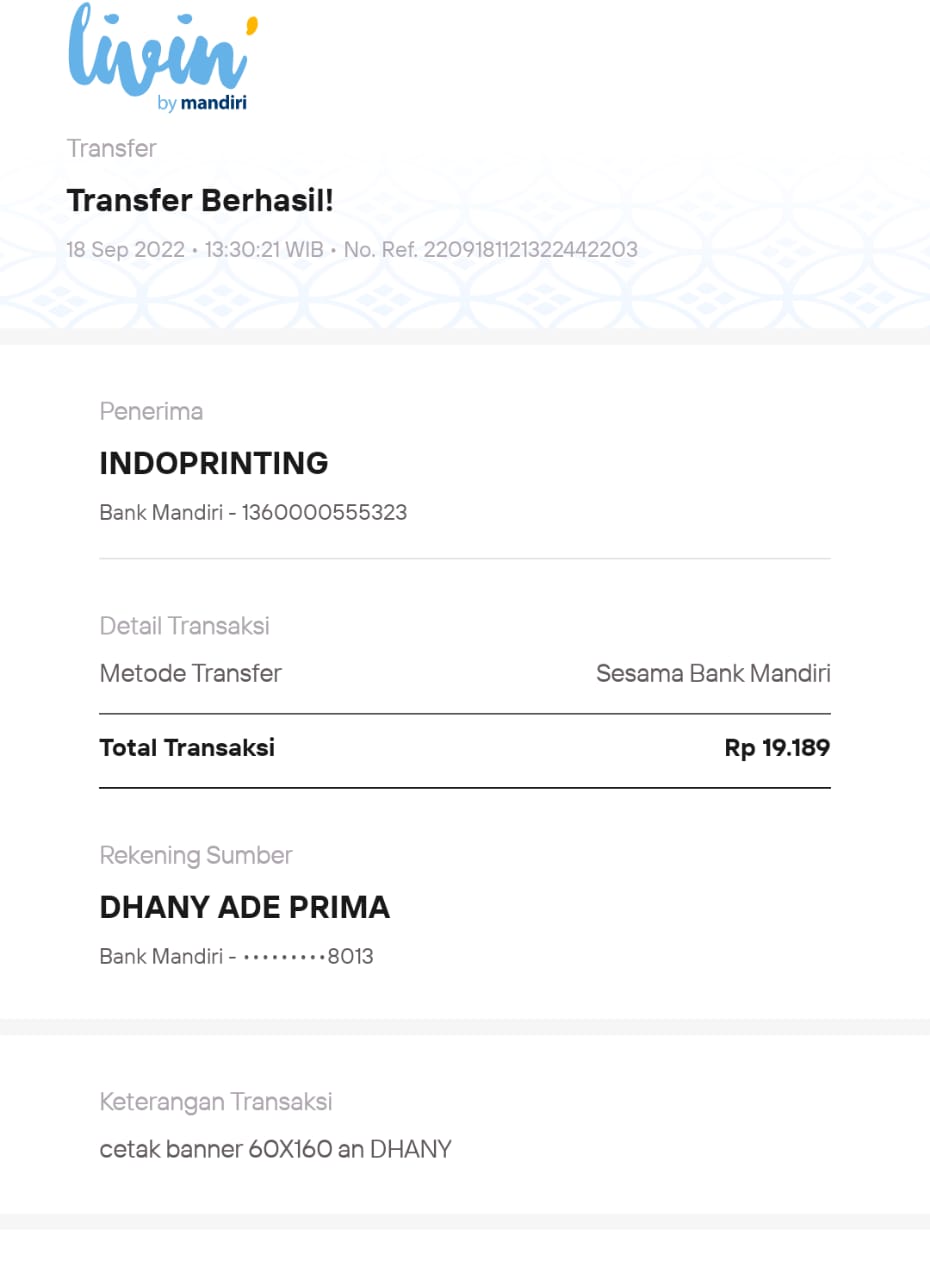 livin'
by mandiri
Transfer
Transfer Berhasil!
18 Sep 2022 • 13:30:21 WIB • No. Ref. 2209181121322442203
Penerima
INDOPRINTING
Bank Mandiri - 1360000555323
Detail Transaksi
Metode Transfer Sesama Bank Mandiri
Total Transaksi Rp 19.189
Rekening Sumber
DHANY ADE PRIMA
Bank Mandiri - •••••••••8013
Keterangan Transaksi
cetak banner 60X160 an DHANY